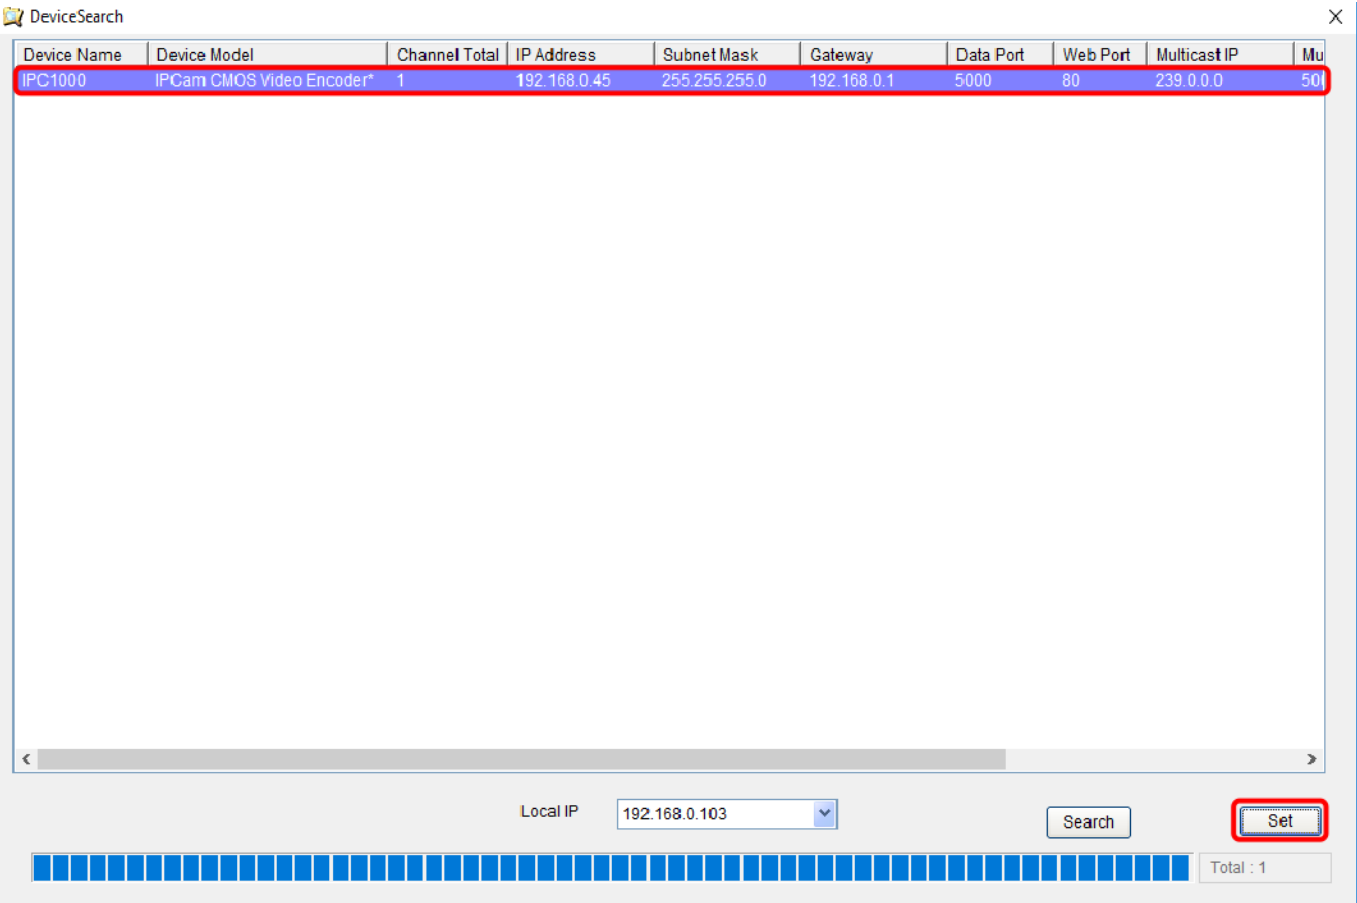 DeviceSearch
Device Name Device Model Channel Total IP Address Subnet Mask Gateway Data Port Web Port Multicast IP Mu
IPC1000 IPCam CMOS Video Encoder* 1 192.168.0.45 255.255.255.0 192.168.0.1 5000 80 239.0.0.0 500
Local IP 192.168.0.103 Search Set
Total : 1